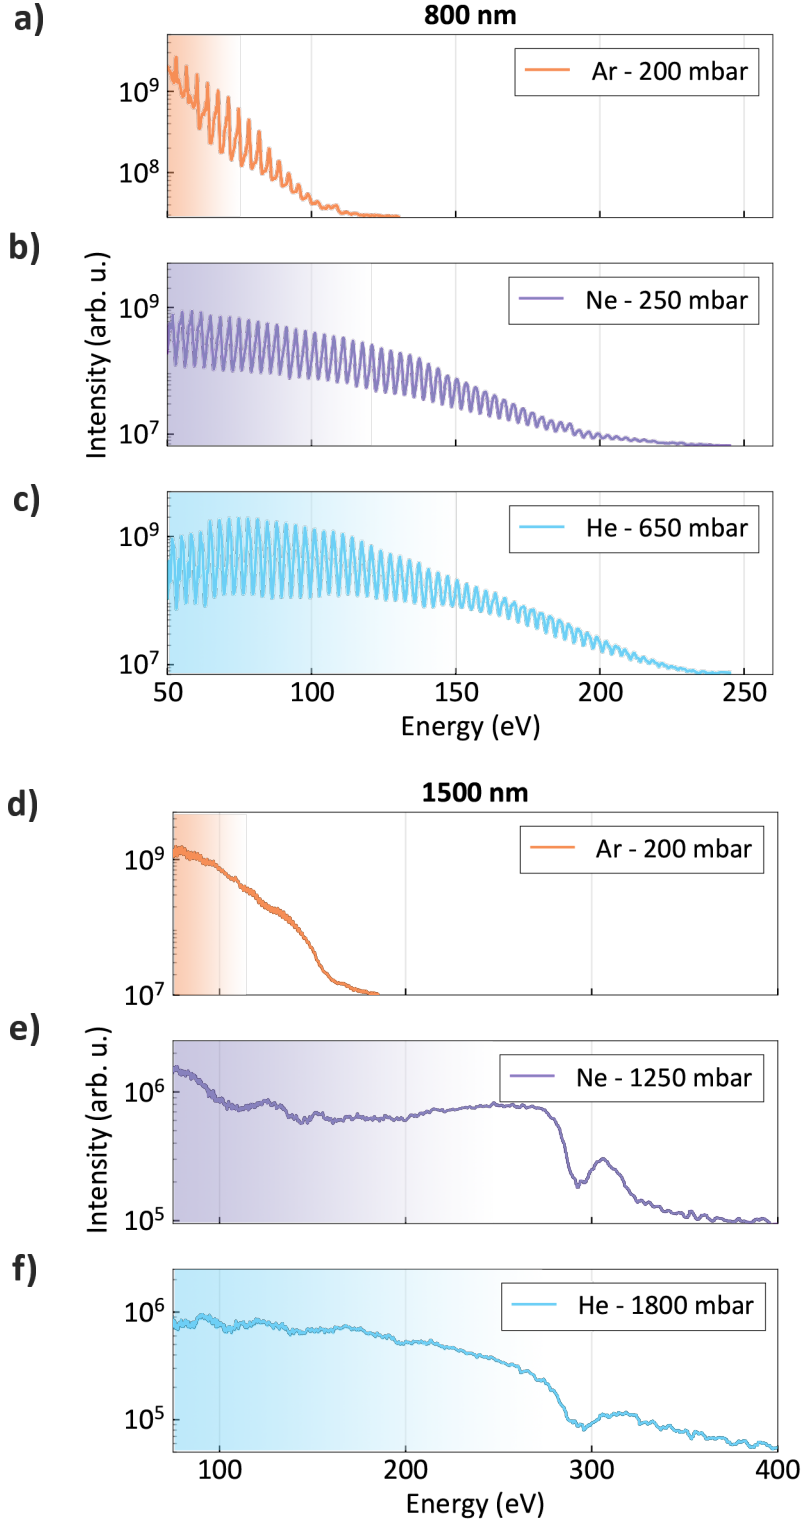 a)
800 nm
Ar - 200 mbar
10⁹
10⁸
b)
Ne - 250 mbar
10⁹
10⁷
Intensity (arb. u.)
c)
He - 650 mbar
10⁹
10⁷
50 100 150 200 250
Energy (eV)
d)
1500 nm
Ar - 200 mbar
10⁹
10⁷
e)
Ne - 1250 mbar
10⁶
10⁵
Intensity (arb. u.)
f)
He - 1800 mbar
10⁶
10⁵
100 200 300 400
Energy (eV)